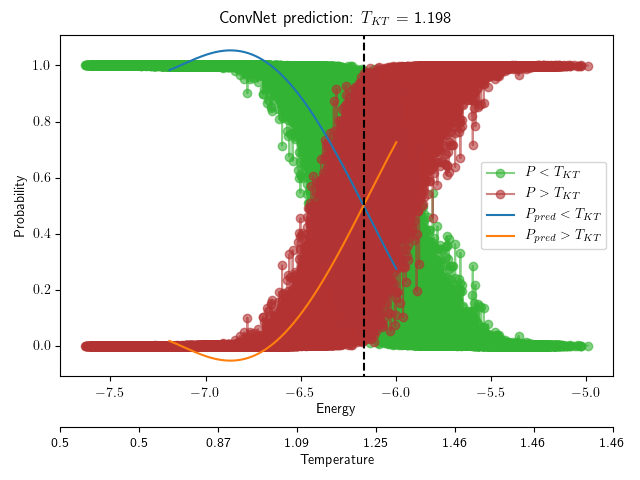 ConvNet prediction: $T_{KT}$ = 1.198
Probability
1.0
0.8
0.6
0.4
0.2
0.0
$P < T_{KT}$
$P > T_{KT}$
$P_{pred} < T_{KT}$
$P_{pred} > T_{KT}$
−7.5 −7.0 −6.5 −6.0 −5.5 −5.0
Energy
0.5 0.5 0.87 1.09 1.25 1.46 1.46 1.46
Temperature